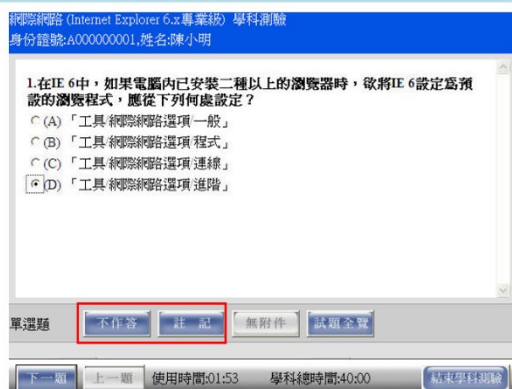 網際網路 (Internet Explorer 6.x專業級) 學科測驗
身份證號:A000000001,姓名:陳小明
1.在IE 6中，如果電腦內已安裝二種以上的瀏覽器時，欲將IE 6設定為預
設的瀏覽程式，應從下列何處設定？
(A) 「工具/網際網路選項/一般」
(B) 「工具/網際網路選項/程式」
(C) 「工具/網際網路選項/連線」
(D) 「工具/網際網路選項/進階」
單選題 不作答 註 記 無附件 試題全覽
下一題 上一題 使用時間:01:53 學科總時間:40:00 結束學科測驗